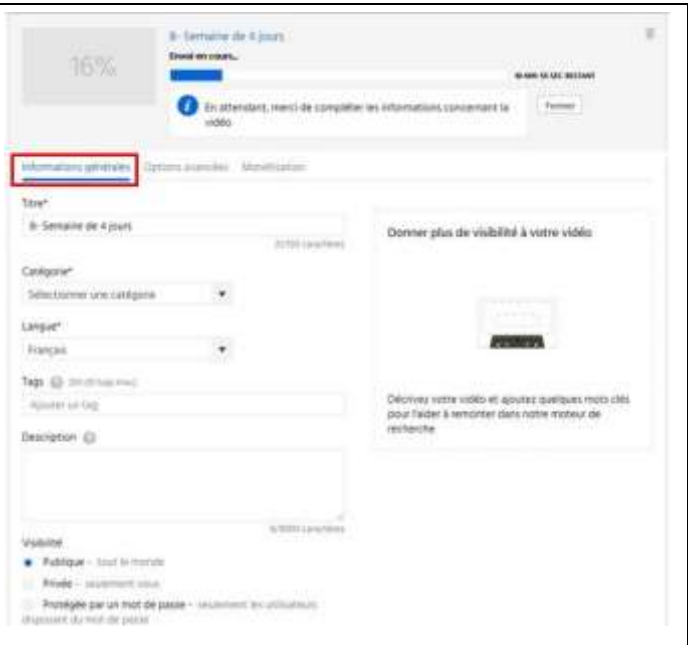 16%
8- Semaine de 4 jours
Envoi en cours...
En attendant, merci de compléter les informations concernant la
vidéo
Fermer
Informations générales Options avancées Monétisation
Titre*
8- Semaine de 4 jours
Catégorie*
Sélectionner une catégorie
Langue*
Français
Tags
Ajouter un tag
Description
Visibilité
Publique - tout le monde
Privée - seulement vous
Protégée par un mot de passe - seulement les utilisateurs
disposant du mot de passe
Donner plus de visibilité à votre vidéo
Décrivez votre vidéo et ajoutez quelques mots clés
pour l'aider à remonter dans notre moteur de
recherche